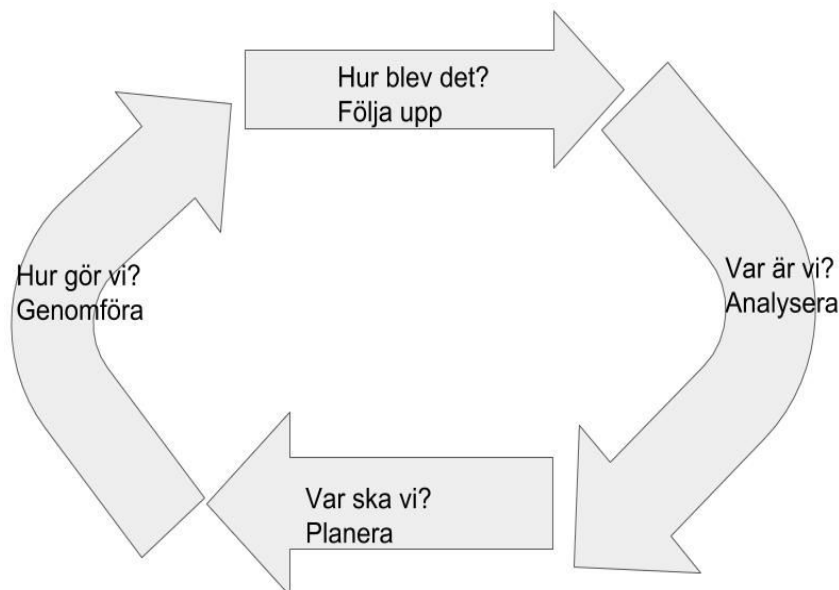 Hur blev det?
Följa upp
Var är vi?
Analysera
Var ska vi?
Planera
Hur gör vi?
Genomföra